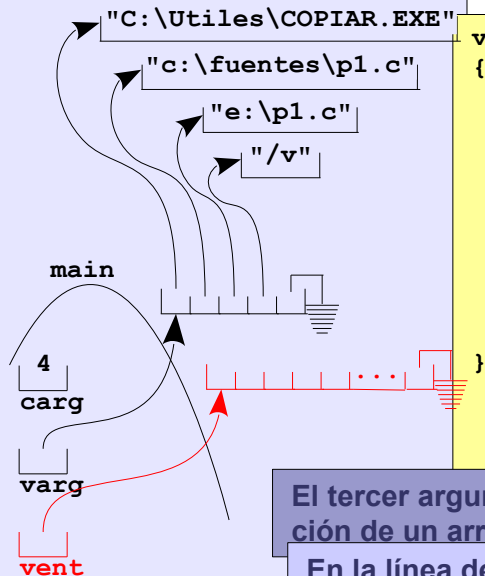 "C:\Utiles\COPIAR.EXE"
v
{
"c:\fuentes\p1.c"
"e:\p1.c"
"/v"
main
4
carg
...
}
varg
El tercer argu
ción de un arr
En la línea de
vent